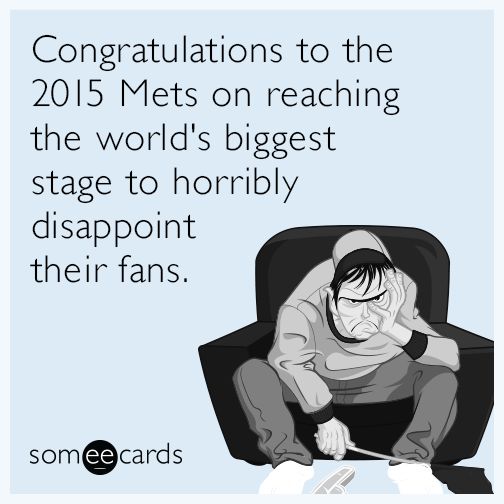 Congratulations to the
2015 Mets on reaching
the world's biggest
stage to horribly
disappoint
their fans.
someecards